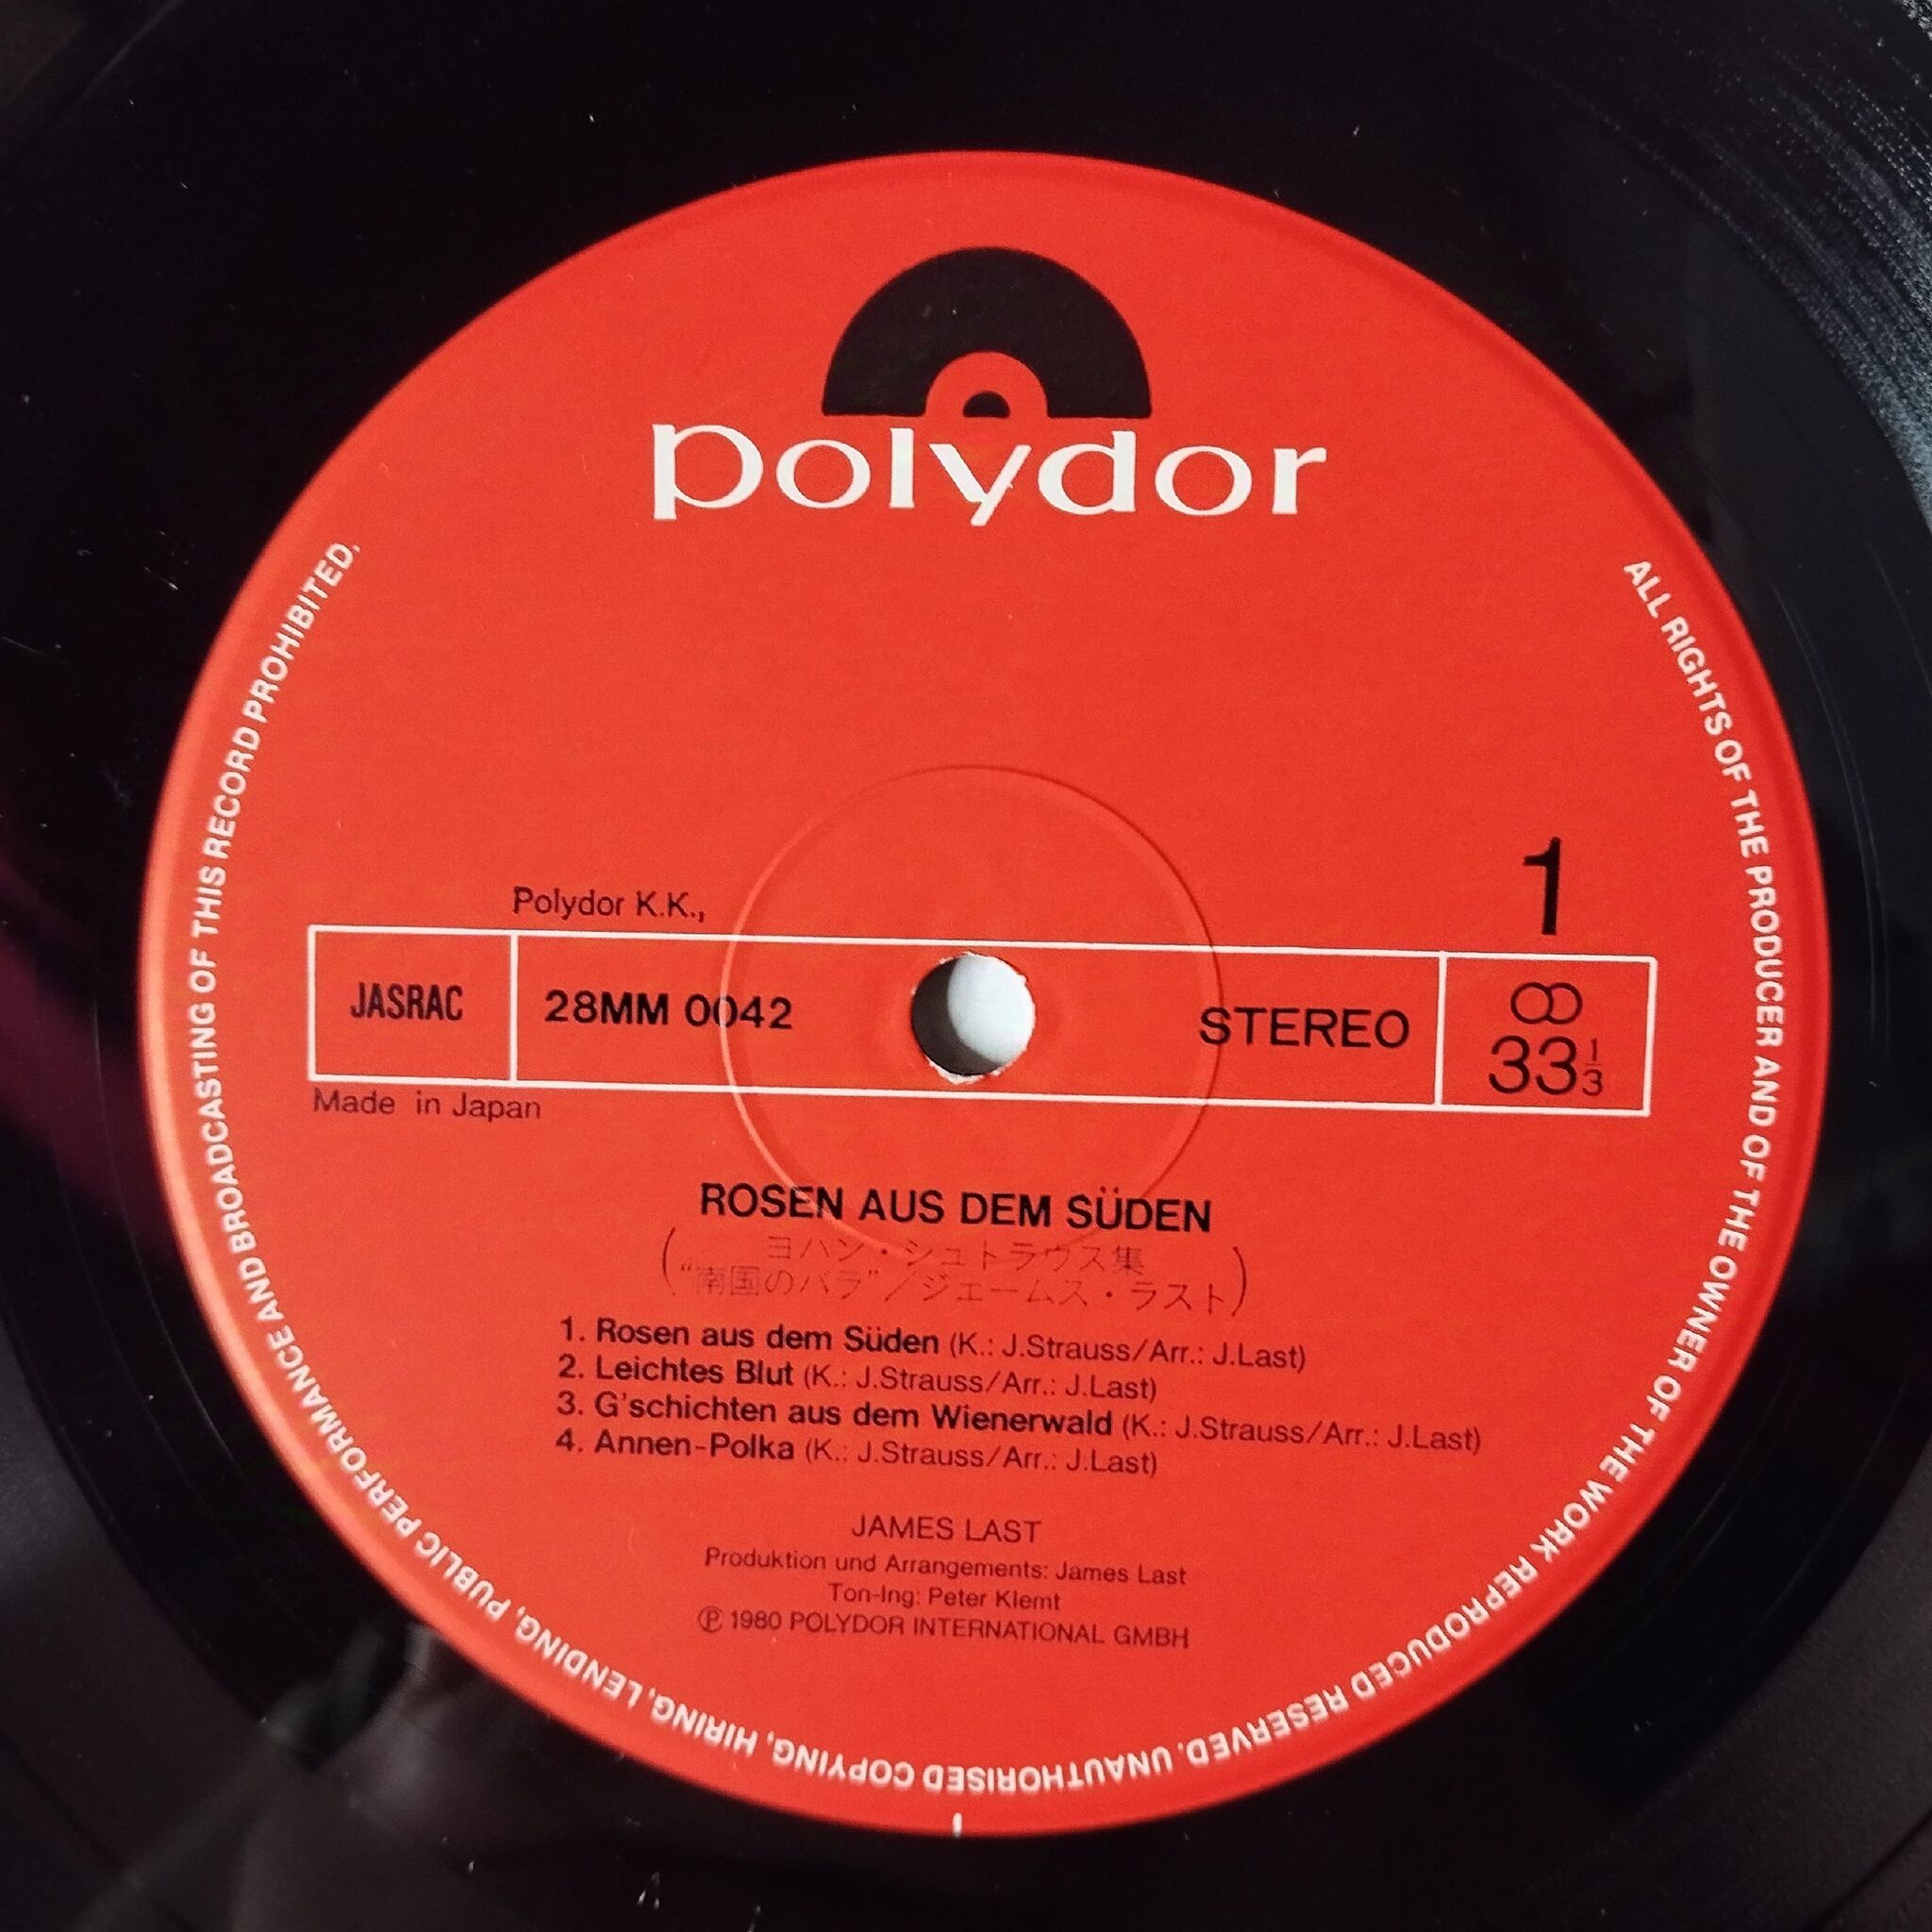 polydor
Polydor K.K.,
1
JASRAC
28MM 0042
STEREO
33 1/3
Made in Japan
ROSEN AUS DEM SÜDEN
(ヨハン・シュトラウス集
“南国のバラ”／ジェームス・ラスト)
1. Rosen aus dem Süden (K.: J.Strauss/Arr.: J.Last)
2. Leichtes Blut (K.: J.Strauss/Arr.: J.Last)
3. G'schichten aus dem Wienerwald (K.: J.Strauss/Arr.: J.Last)
4. Annen-Polka (K.: J.Strauss/Arr.: J.Last)
JAMES LAST
Produktion und Arrangements: James Last
Ton-Ing: Peter Klemt
Ⓟ 1980 POLYDOR INTERNATIONAL GMBH
ALL RIGHTS OF THE PRODUCER AND OF THE OWNER OF THE WORK REPRODUCED RESERVED. UNAUTHORISED COPYING, HIRING, LENDING, PUBLIC PERFORMANCE AND BROADCASTING OF THIS RECORD PROHIBITED.